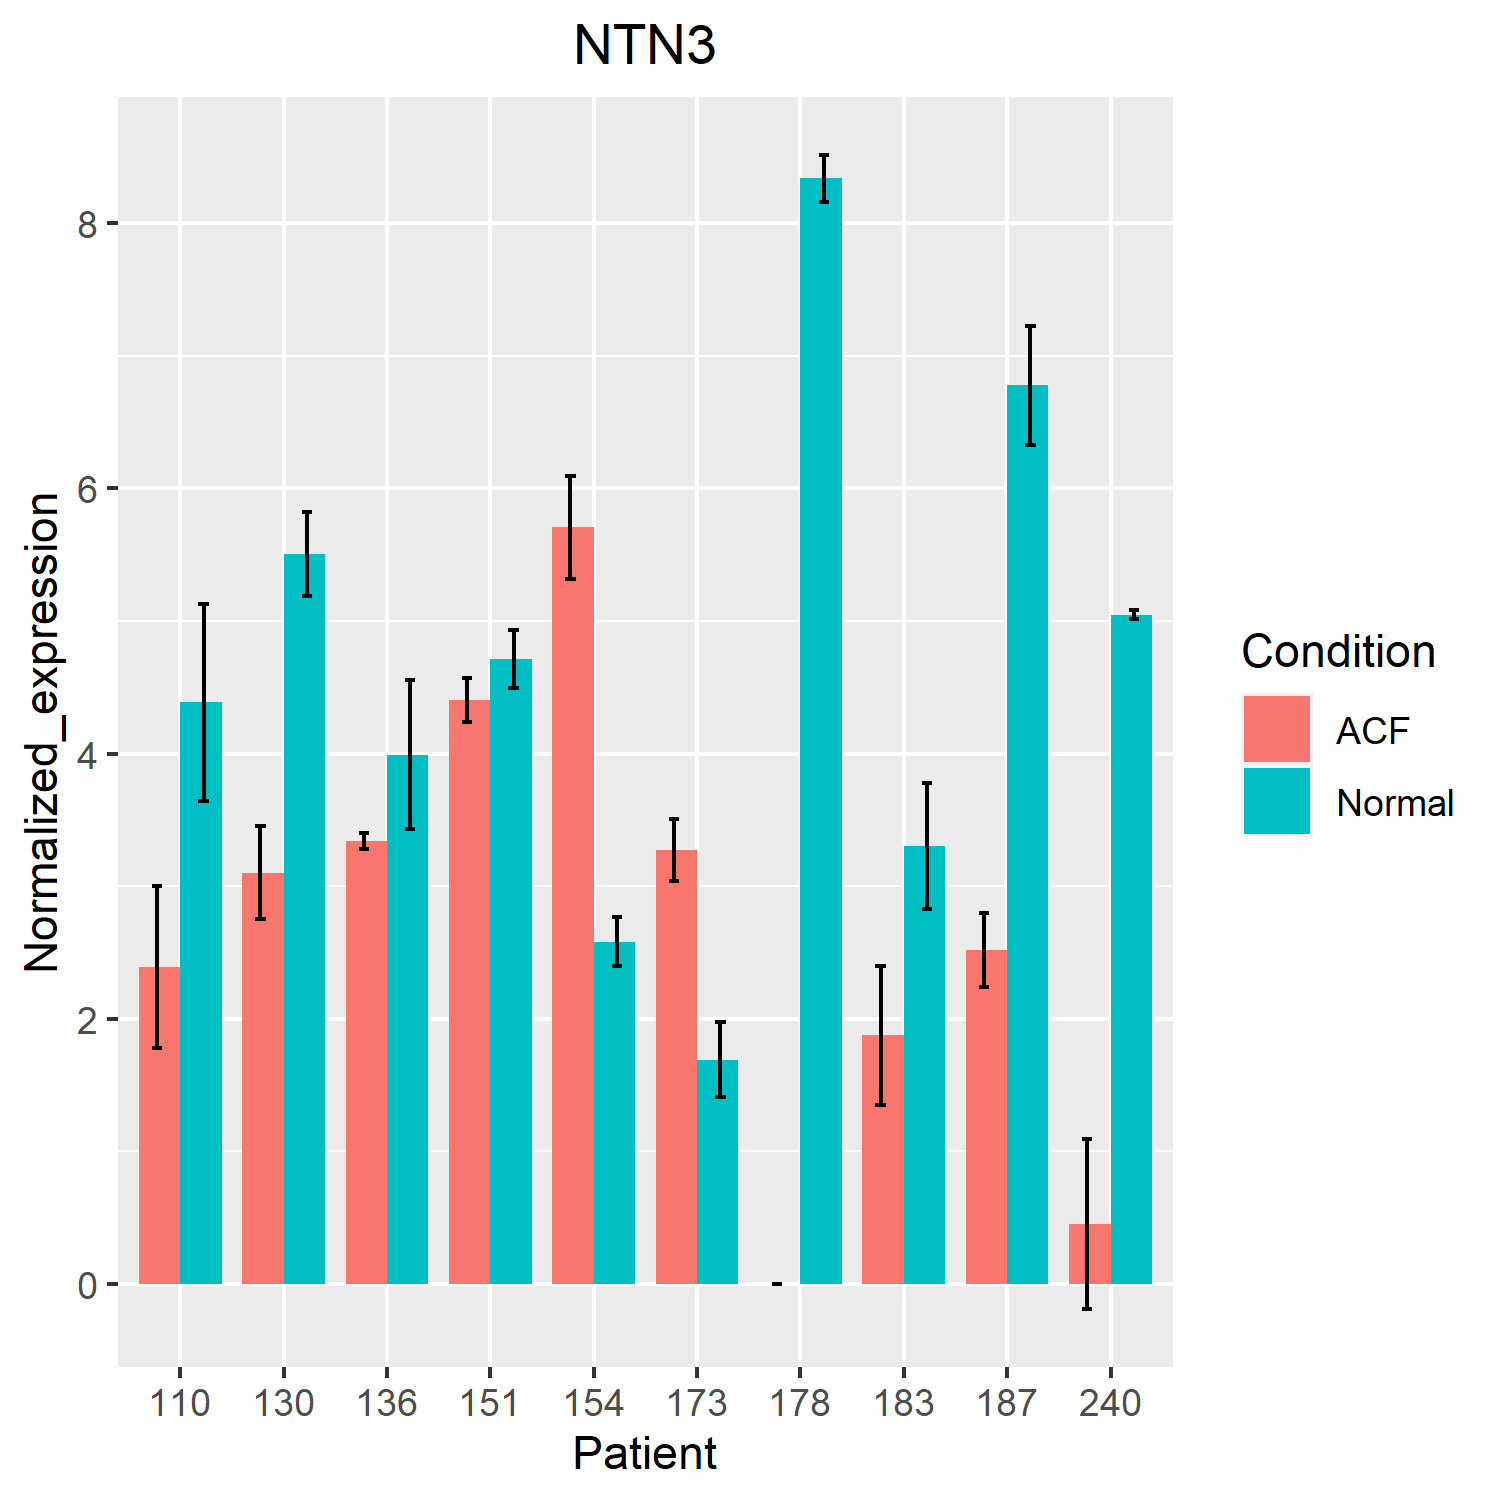 NTN3
8
6
4
2
0
Normalized_expression
110 130 136 151 154 173 178 183 187 240
Patient
Condition
ACF
Normal